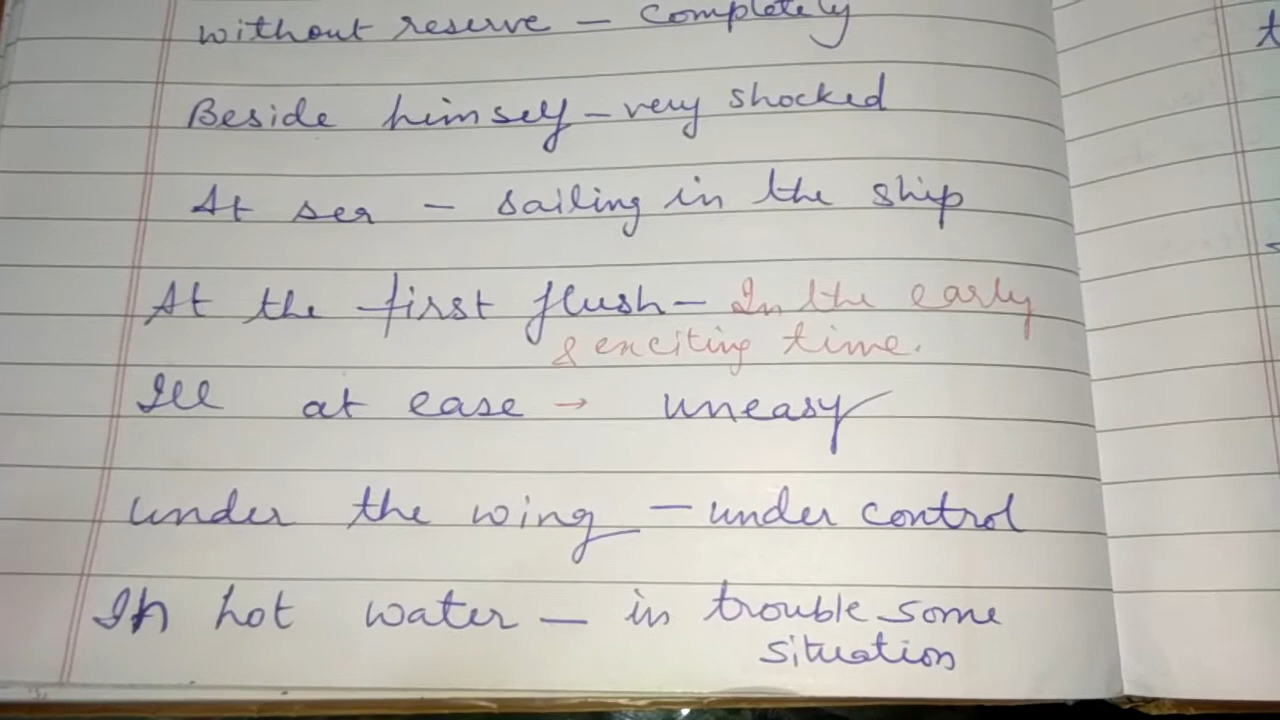 without reserve - completely
Beside himself - very shocked
At sea - sailing in the ship
At the first flush - In the early
& exciting time.
Ill at ease → uneasy
under the wing - under control
In hot water - in trouble some
situation